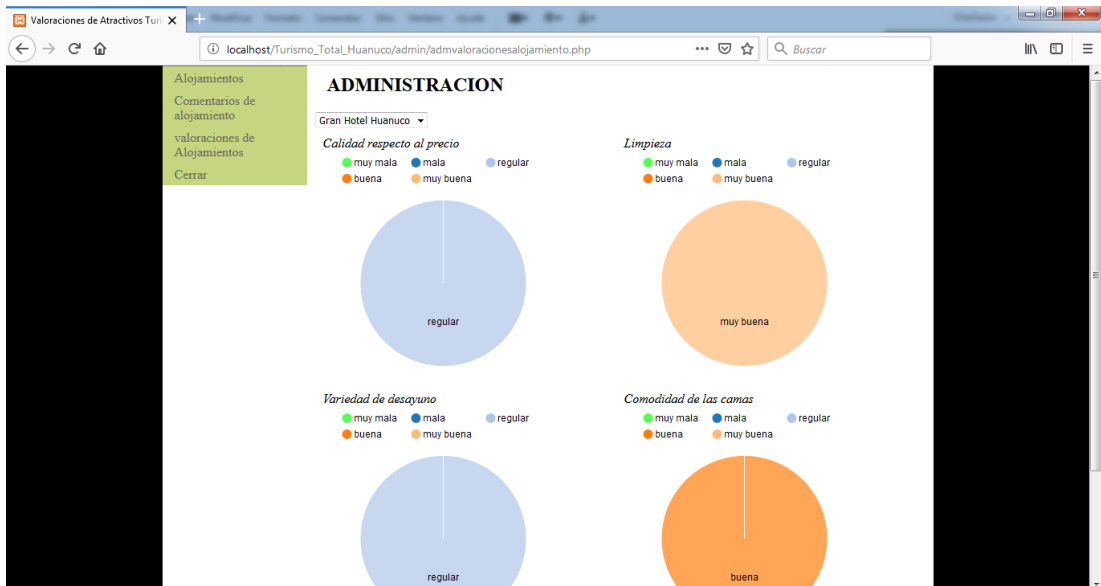 Valoraciones de Atractivos Turi
localhost/Turismo_Total_Huanuco/admin/admvaloracionesalojamiento.php
Buscar
Alojamientos
Comentarios de
alojamiento
valoraciones de
Alojamientos
Cerrar
ADMINISTRACION
Gran Hotel Huanuco
Calidad respecto al precio
muy mala mala regular
buena muy buena
regular
Limpieza
muy mala mala regular
buena muy buena
muy buena
Variedad de desayuno
muy mala mala regular
buena muy buena
regular
Comodidad de las camas
muy mala mala regular
buena muy buena
buena